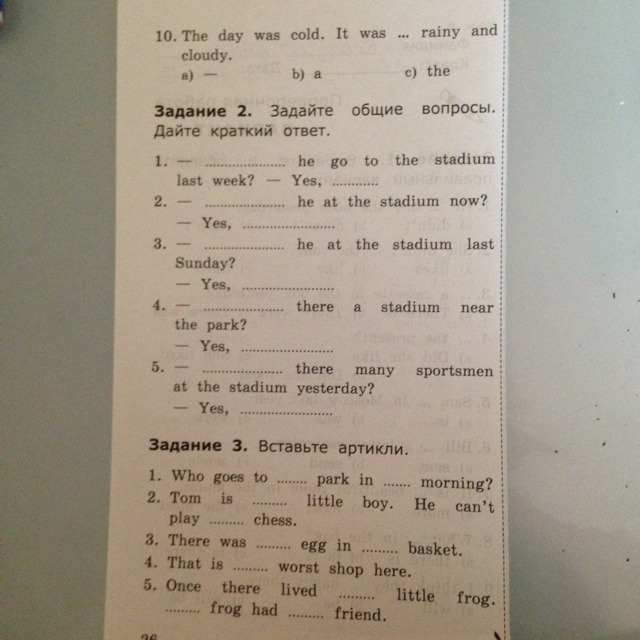 10. The day was cold. It was ... rainy and
cloudy.
a) — b) a c) the
Задание 2. Задайте общие вопросы.
Дайте краткий ответ.
1. — .................... he go to the stadium
last week? — Yes, ............
2. — .................... he at the stadium now?
— Yes, .......................
3. — .................... he at the stadium last
Sunday?
— Yes, .......................
4. — .................... there a stadium near
the park?
— Yes, .......................
5. — .................... there many sportsmen
at the stadium yesterday?
— Yes, .......................
Задание 3. Вставьте артикли.
1. Who goes to ........ park in ....... morning?
2. Tom is ......... little boy. He can't
play ......... chess.
3. There was ......... egg in ......... basket.
4. That is ......... worst shop here.
5. Once there lived ......... little frog.
......... frog had ......... friend.